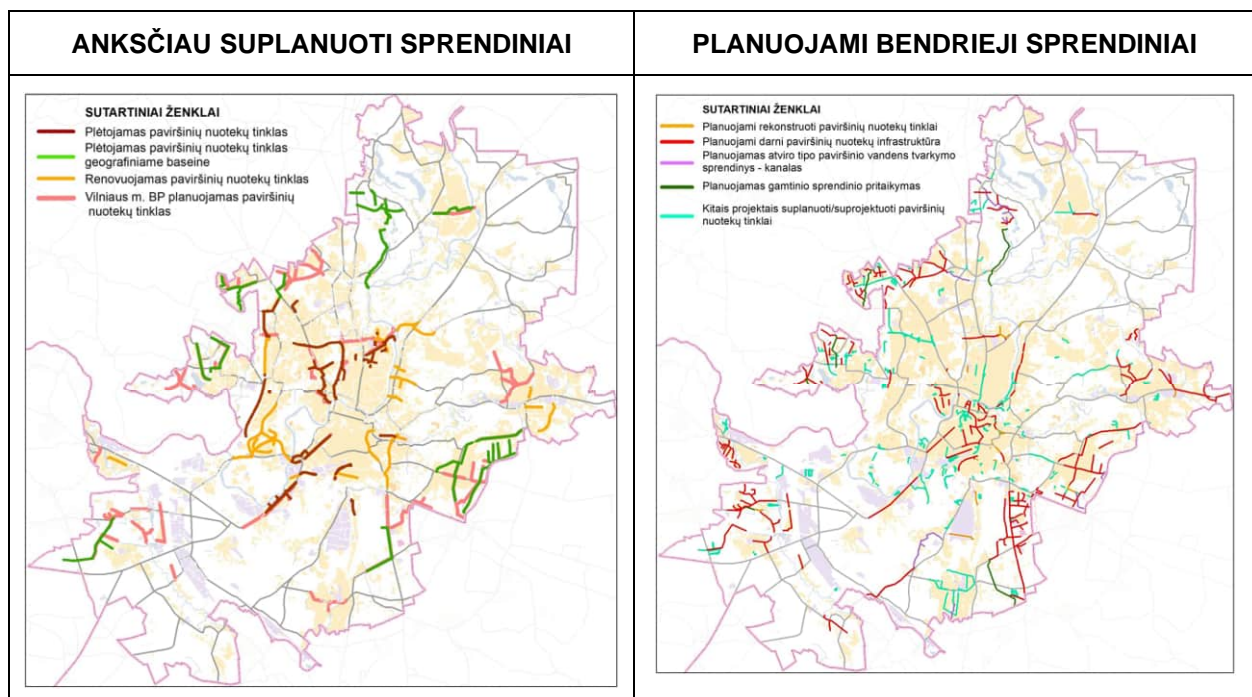 ANKSČIAU SUPLANUOTI SPRENDINIAI
SUTARTINIAI ŽENKLAI
Plėtojamas paviršinių nuotekų tinklas
Plėtojamas paviršinių nuotekų tinklas
geografiniame baseine
Renovuojamas paviršinių nuotekų tinklas
Vilniaus m. BP planuojamas paviršinių
nuotekų tinklas
PLANUOJAMI BENDRIEJI SPRENDINIAI
SUTARTINIAI ŽENKLAI
Planuojami rekonstruoti paviršinių nuotekų tinklai
Planuojami darni paviršinių nuotekų infrastruktūra
Planuojamas atviro tipo paviršinio vandens tvarkymo
sprendinys - kanalas
Planuojamas gamtinio sprendinio pritaikymas
Kitais projektais suplanuoti/suprojektuoti paviršinių
nuotekų tinklai